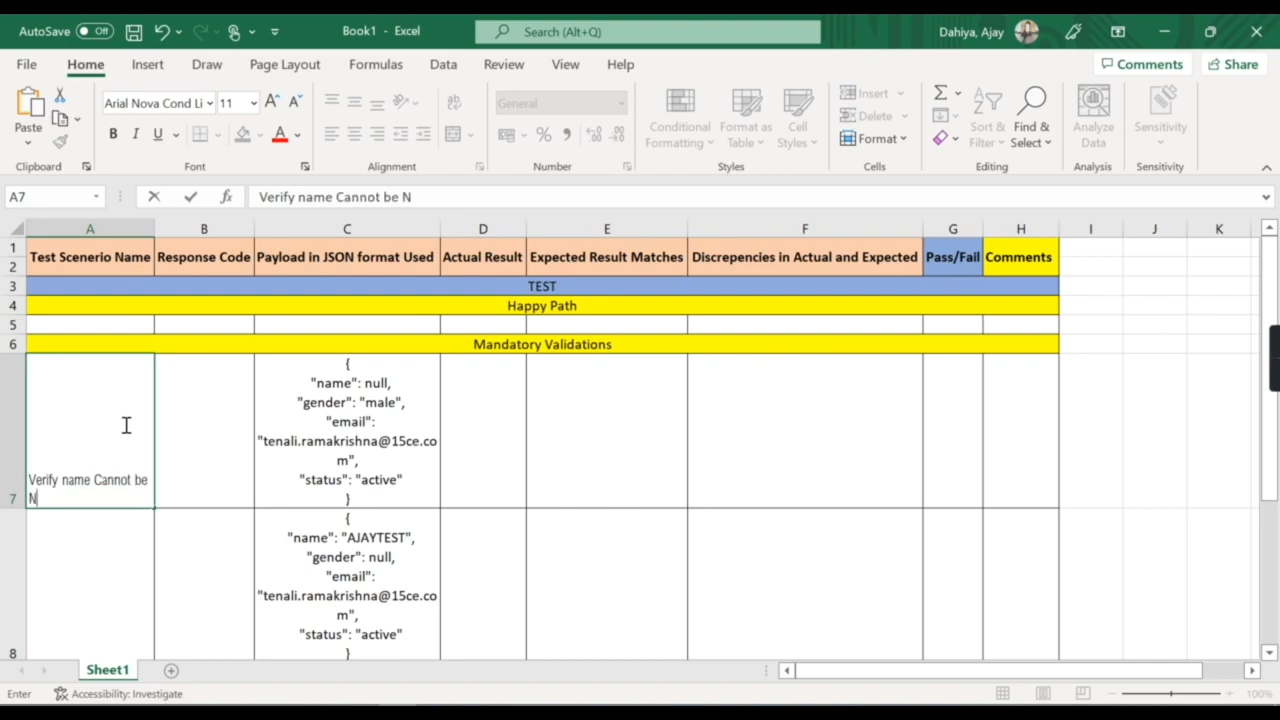 AutoSave Off Book1 - Excel Search (Alt+Q) Dahiya, Ajay
File Home Insert Draw Page Layout Formulas Data Review View Help Comments Share
Paste Arial Nova Cond Li 11 General Conditional Formatting Format as Table Cell Styles Insert Delete Format Sort & Filter Find & Select Analyze Data Sensitivity
Clipboard Font Alignment Number Styles Cells Editing Analysis Sensitivity
A7 Verify name Cannot be N
A B C D E F G H I J K
1
2
Test Scenerio Name Response Code Payload in JSON format Used Actual Result Expected Result Matches Discrepancies in Actual and Expected Pass/Fail Comments
3 TEST
4 Happy Path
5
6 Mandatory Validations
{
"name": null,
"gender": "male",
"email":
"tenali.ramakrishna@15ce.co
m",
"status": "active"
}
Verify name Cannot be
N
7
{
"name": "AJAYTEST",
"gender": null,
"email":
"tenali.ramakrishna@15ce.co
m",
"status": "active"
}
8
Sheet1
Enter Accessibility: Investigate 100%